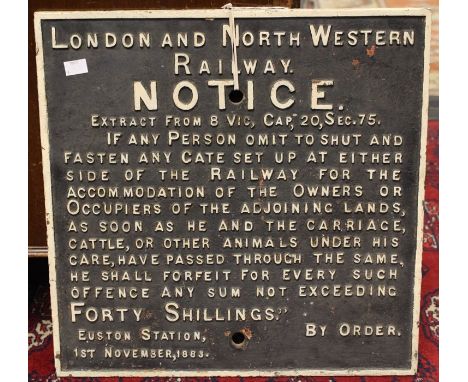 LONDON AND NORTH WESTERN
RAILWAY.
NOTICE.
EXTRACT FROM 8 VIC, CAP, 20, SEC. 75.
IF ANY PERSON OMIT TO SHUT AND
FASTEN ANY GATE SET UP AT EITHER
SIDE OF THE RAILWAY FOR THE
ACCOMMODATION OF THE OWNERS OR
OCCUPIERS OF THE ADJOINING LANDS,
AS SOON AS HE AND THE CARRIAGE,
CATTLE, OR OTHER ANIMALS UNDER HIS
CARE, HAVE PASSED THROUGH THE SAME,
HE SHALL FORFEIT FOR EVERY SUCH
OFFENCE ANY SUM NOT EXCEEDING
FORTY SHILLINGS."
EUSTON STATION, BY ORDER.
1ST NOVEMBER, 1883.